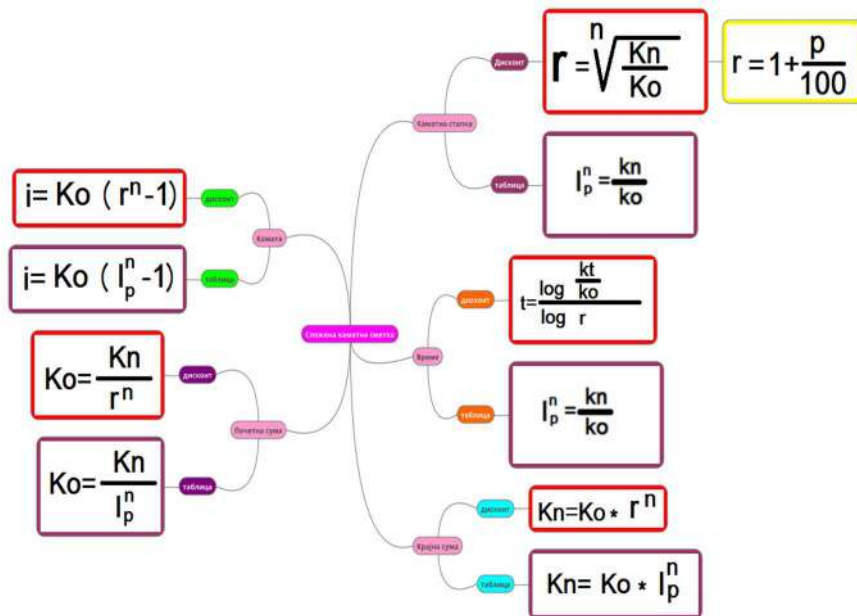 Сложена каматна сметка
Камата
дисконт
i= Ko ( rⁿ-1)
таблица
i= Ko ( Iₚⁿ-1)
Почетна сума
дисконт
Ko= Kn / rⁿ
таблица
Ko= Kn / Iₚⁿ
Каматна стапка
Дисконт
r = ⁿ√(Kn / Ko)
r = 1+ p / 100
таблица
Iₚⁿ = kn / ko
Време
дисконт
t= log kt / ko / log r
таблица
Iₚⁿ = kn / ko
Крајна сума
дисконт
Kn=Ko * rⁿ
таблица
Kn= Ko * Iₚⁿ